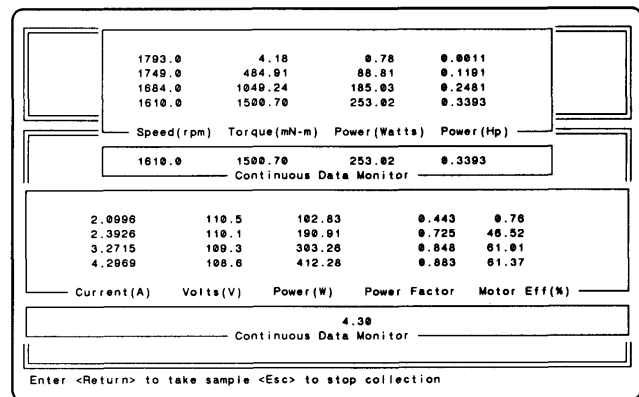 1793.0 4.18 0.78 0.0011
1749.0 484.91 88.81 0.1191
1684.0 1049.24 185.03 0.2481
1610.0 1500.70 253.02 0.3393
Speed(rpm) Torque(mN-m) Power(Watts) Power(Hp)
1610.0 1500.70 253.02 0.3393
Continuous Data Monitor
2.0996 110.5 102.83 0.443 0.76
2.3926 110.1 190.91 0.725 46.52
3.2715 109.3 303.26 0.848 61.01
4.2969 108.6 412.28 0.883 61.37
Current(A) Volts(V) Power(W) Power Factor Motor Eff(%)
4.30
Continuous Data Monitor
Enter <Return> to take sample <Esc> to stop collection